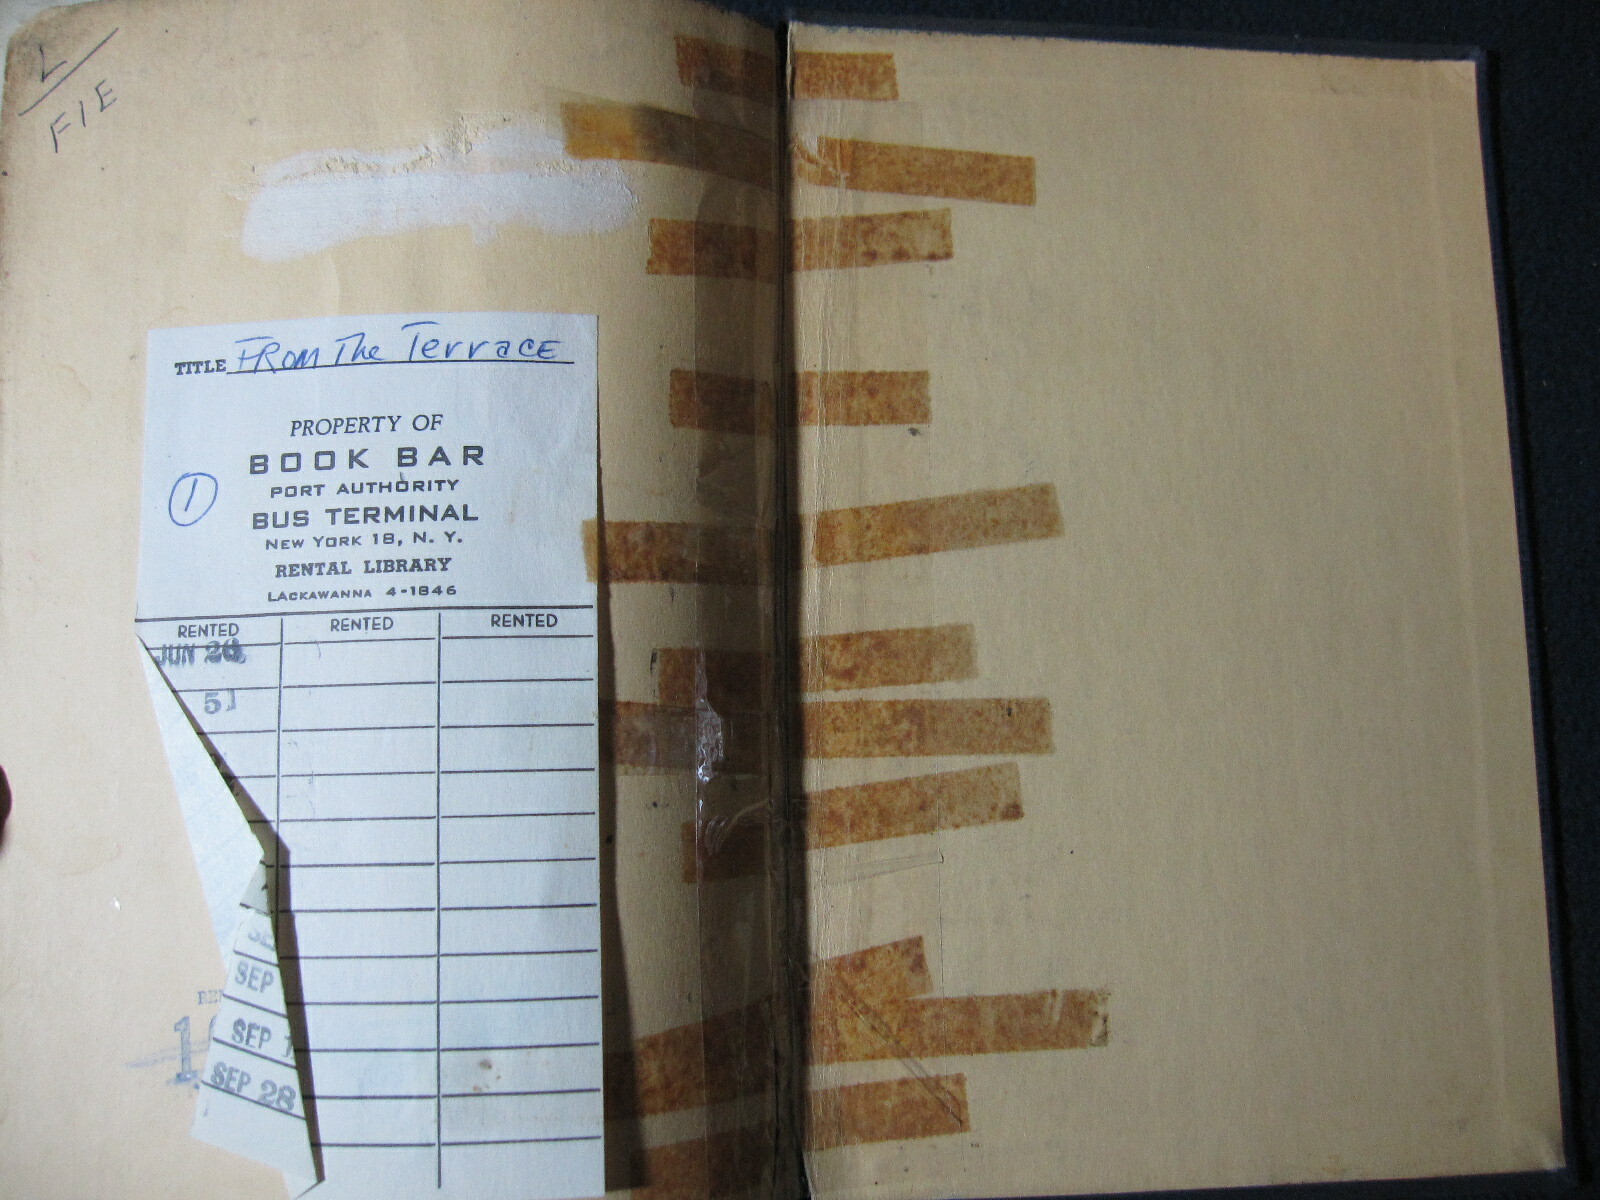 L
FIE
TITLE FROM The Terrace
PROPERTY OF
BOOK BAR
PORT AUTHORITY
1
BUS TERMINAL
NEW YORK 18, N. Y.
RENTAL LIBRARY
LACKAWANNA 4-1846
RENTED RENTED RENTED
JUN
SEP
SEP 1
SEP 28